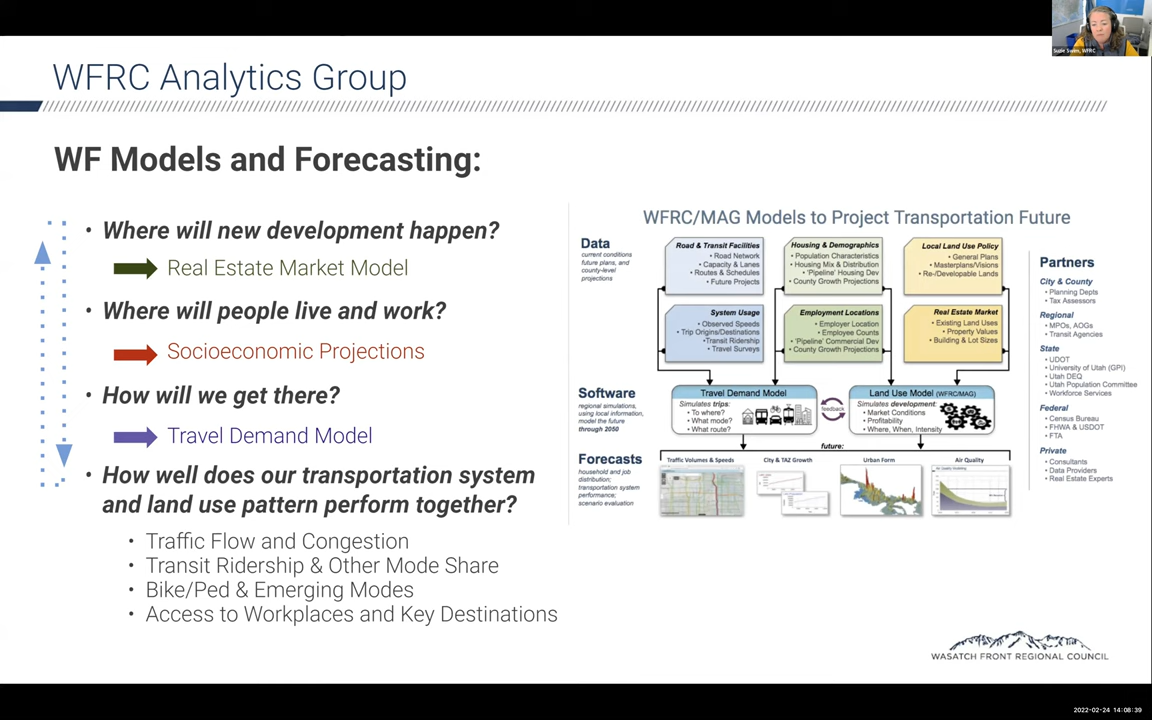 Suzie Swim, WFRC
WFRC Analytics Group
WF Models and Forecasting:
• Where will new development happen?
Real Estate Market Model
• Where will people live and work?
Socioeconomic Projections
• How will we get there?
Travel Demand Model
• How well does our transportation system
and land use pattern perform together?
• Traffic Flow and Congestion
• Transit Ridership & Other Mode Share
• Bike/Ped & Emerging Modes
• Access to Workplaces and Key Destinations
WFRC/MAG Models to Project Transportation Future
Data
current conditions
future plans, and
county-level
projections
Road & Transit Facilities
• Road Network
• Capacity & Lanes
• Routes & Schedules
• Future Projects
Housing & Demographics
• Population Characteristics
• Housing Mix & Distribution
• 'Pipeline' Housing Dev
• County Growth Projections
Local Land Use Policy
• General Plans
• Masterplans/Visions
• Re-/Developable Lands
System Usage
• Observed Speeds
• Trip Origins/Destinations
• Transit Ridership
• Travel Surveys
Employment Locations
• Employer Location
• Employee Counts
• 'Pipeline' Commercial Dev
• County Growth Projections
Real Estate Market
• Existing Land Uses
• Property Values
• Building & Lot Sizes
Software
regional simulations,
using local information,
model the future
through 2050
Travel Demand Model
Simulates trips:
• To where?
• What mode?
• What route?
feedback
Land Use Model (WFRC/MAG)
Simulates development:
• Market Conditions
• Profitability
• Where, When, Intensity
future:
Forecasts
household and job
distribution;
transportation system
performance;
scenario evaluation
Traffic Volumes & Speeds
City & TAZ Growth
Urban Form
Air Quality
Partners
City & County
• Planning Depts
• Tax Assessors
Regional
• MPOs, AOGs
• Transit Agencies
State
• UDOT
• University of Utah (GPI)
• Utah DEQ
• Utah Population Committee
• Workforce Services
Federal
• Census Bureau
• FHWA & USDOT
• FTA
Private
• Consultants
• Data Providers
• Real Estate Experts
WASATCH FRONT REGIONAL COUNCIL
2022-02-24 14:08:39